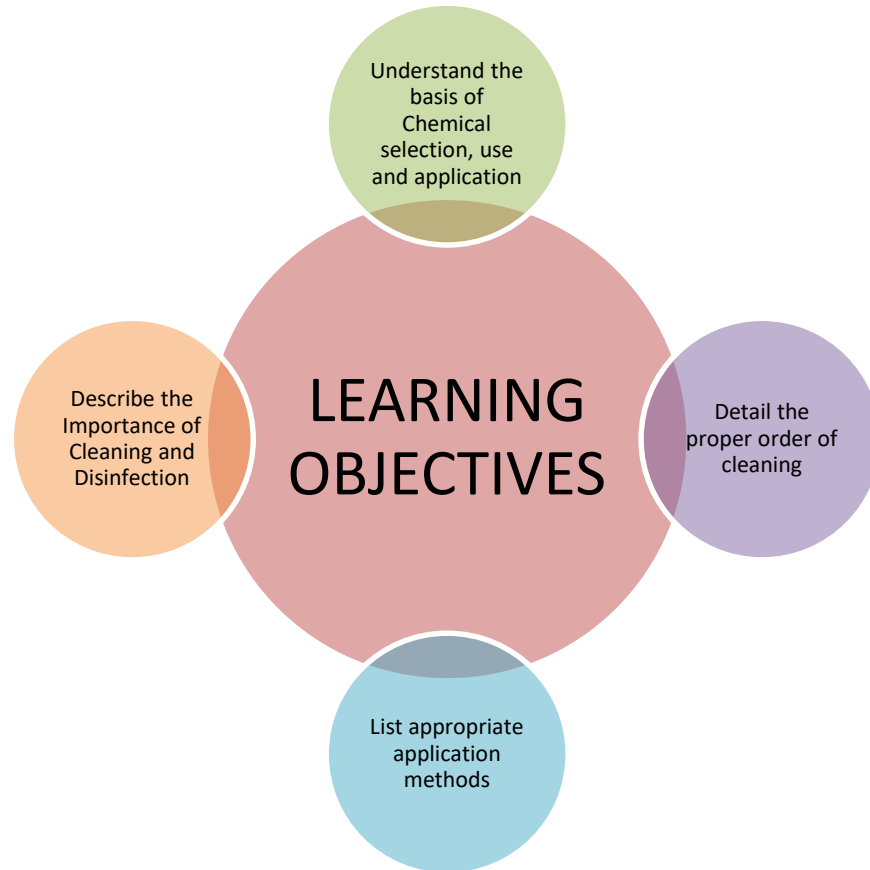 Understand the
basis of
Chemical
selection, use
and application
LEARNING
OBJECTIVES
Describe the
Importance of
Cleaning and
Disinfection
Detail the
proper order of
cleaning
List appropriate
application
methods